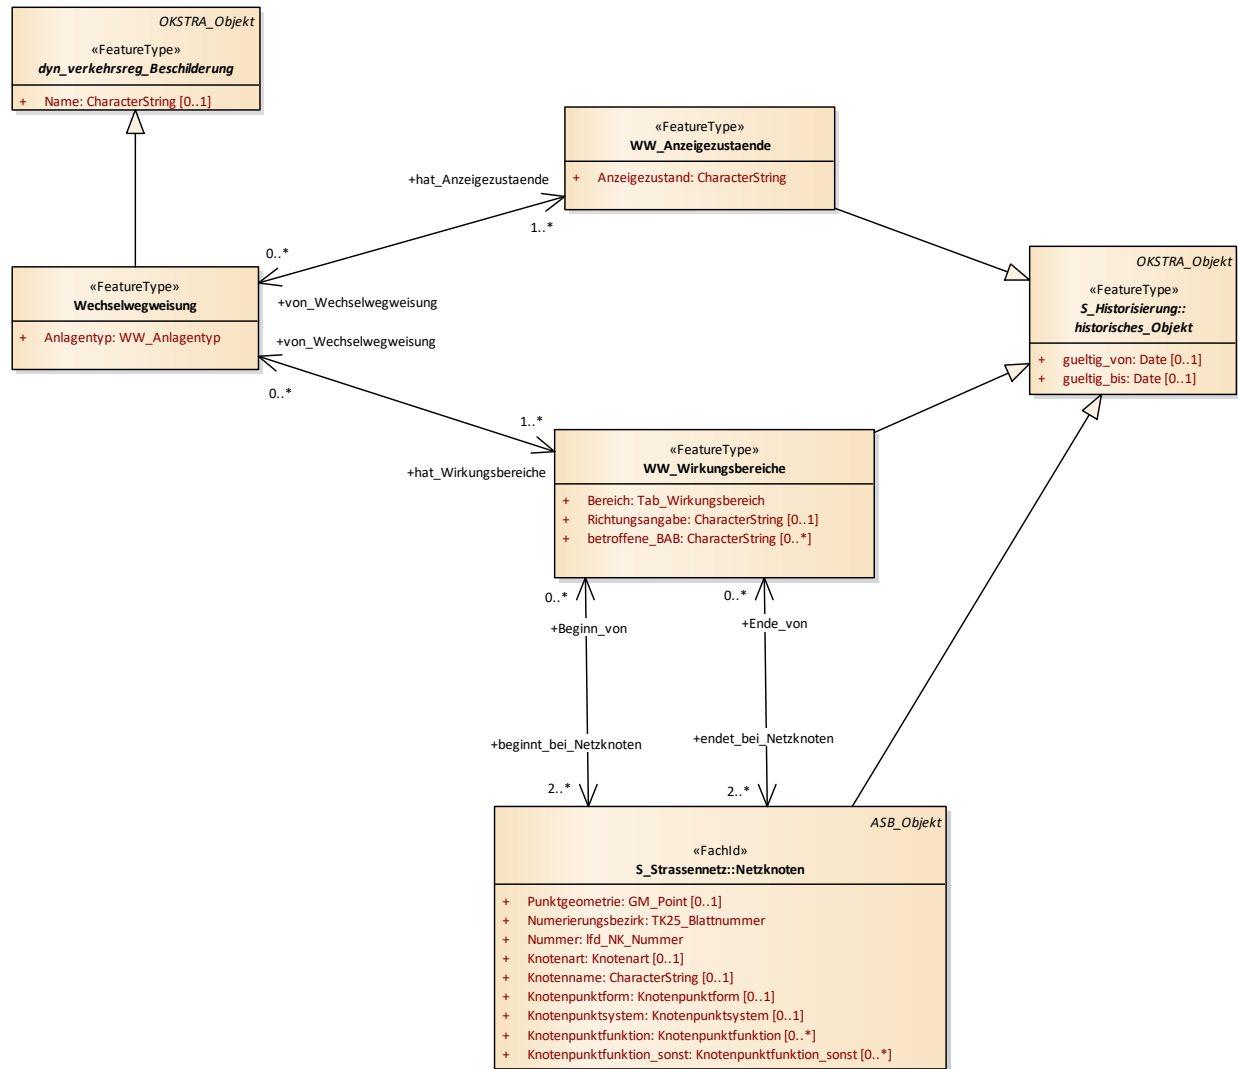 OKSTRA_Objekt
«FeatureType»
dyn_verkehrsreg_Beschilderung
+ Name: CharacterString [0..1]
«FeatureType»
WW_Anzeigezustaende
+ Anzeigezustand: CharacterString
+hat_Anzeigezustaende
1..*
0..*
+von_Wechselwegweisung
«FeatureType»
Wechselwegweisung
+ Anlagentyp: WW_Anlagentyp
+von_Wechselwegweisung
0..*
1..*
+hat_Wirkungsbereiche
OKSTRA_Objekt
«FeatureType»
S_Historisierung::
historisches_Objekt
+ gueltig_von: Date [0..1]
+ gueltig_bis: Date [0..1]
«FeatureType»
WW_Wirkungsbereiche
+ Bereich: Tab_Wirkungsbereich
+ Richtungsangabe: CharacterString [0..1]
+ betroffene_BAB: CharacterString [0..*]
0..*
+Beginn_von
0..*
+Ende_von
+beginnt_bei_Netzknoten
2..*
+endet_bei_Netzknoten
2..*
ASB_Objekt
«FachId»
S_Strassennetz::Netzknoten
+ Punktgeometrie: GM_Point [0..1]
+ Numerierungsbezirk: TK25_Blattnummer
+ Nummer: lfd_NK_Nummer
+ Knotenart: Knotenart [0..1]
+ Knotenname: CharacterString [0..1]
+ Knotenpunktform: Knotenpunktform [0..1]
+ Knotenpunktsystem: Knotenpunktsystem [0..1]
+ Knotenpunktfunktion: Knotenpunktfunktion [0..*]
+ Knotenpunktfunktion_sonst: Knotenpunktfunktion_sonst [0..*]